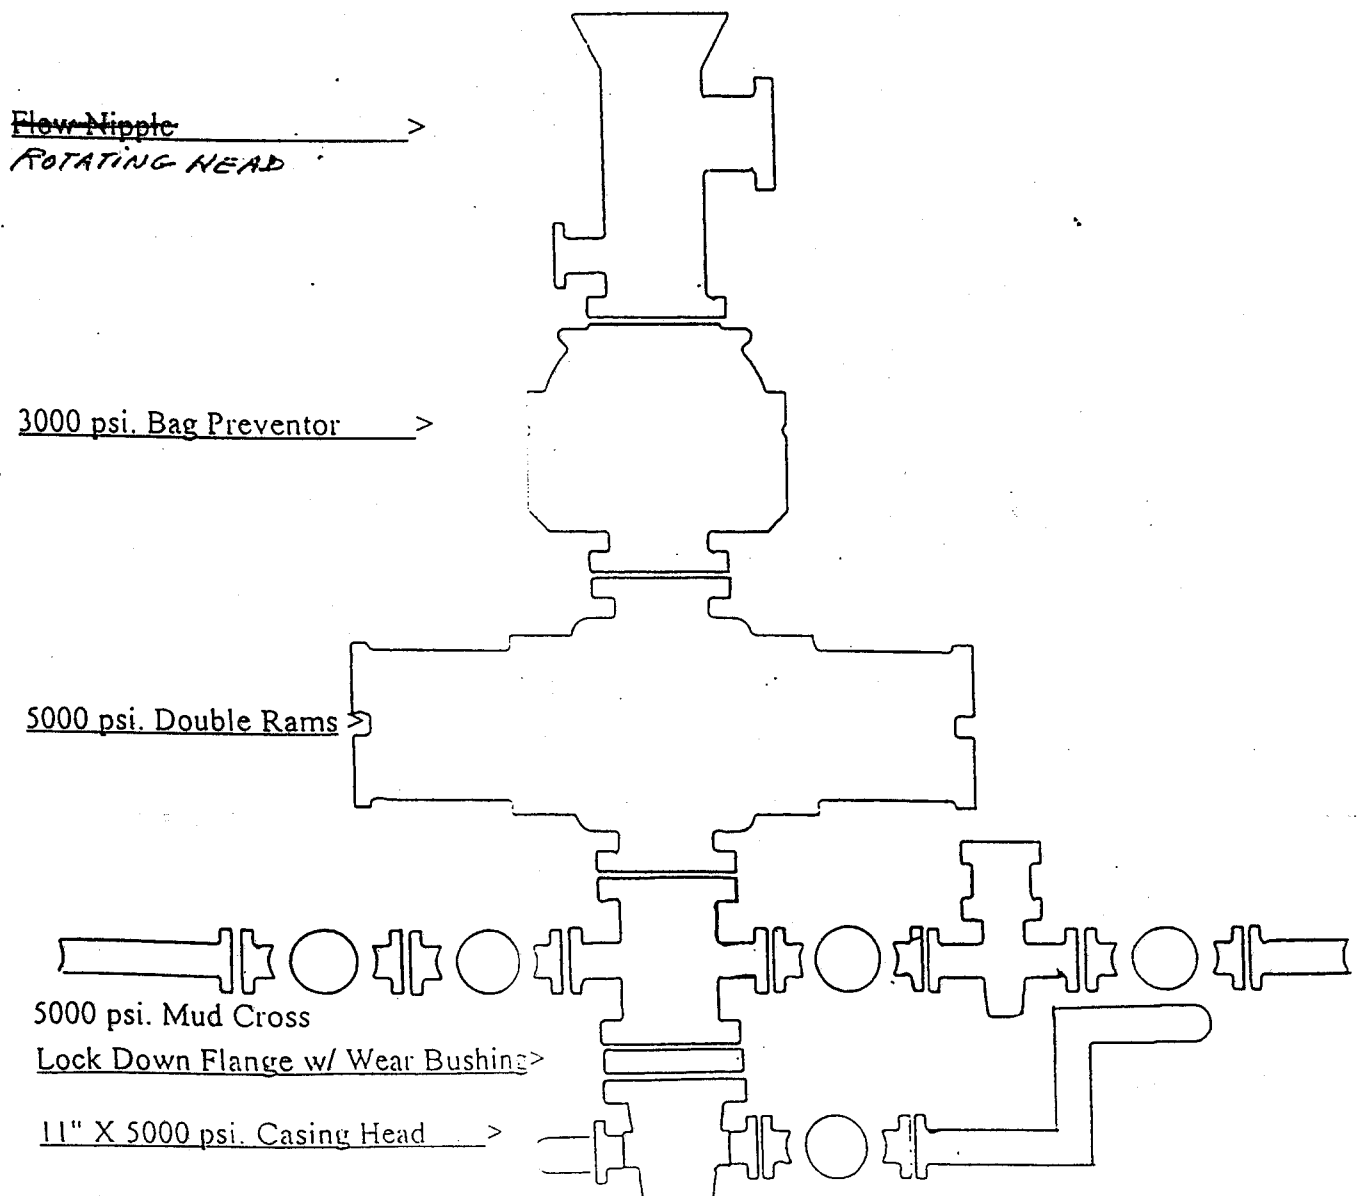 Flow Nipple >
ROTATING HEAD
3000 psi. Bag Preventor >
5000 psi. Double Rams >
5000 psi. Mud Cross
Lock Down Flange w/ Wear Bushing>
11" X 5000 psi. Casing Head >